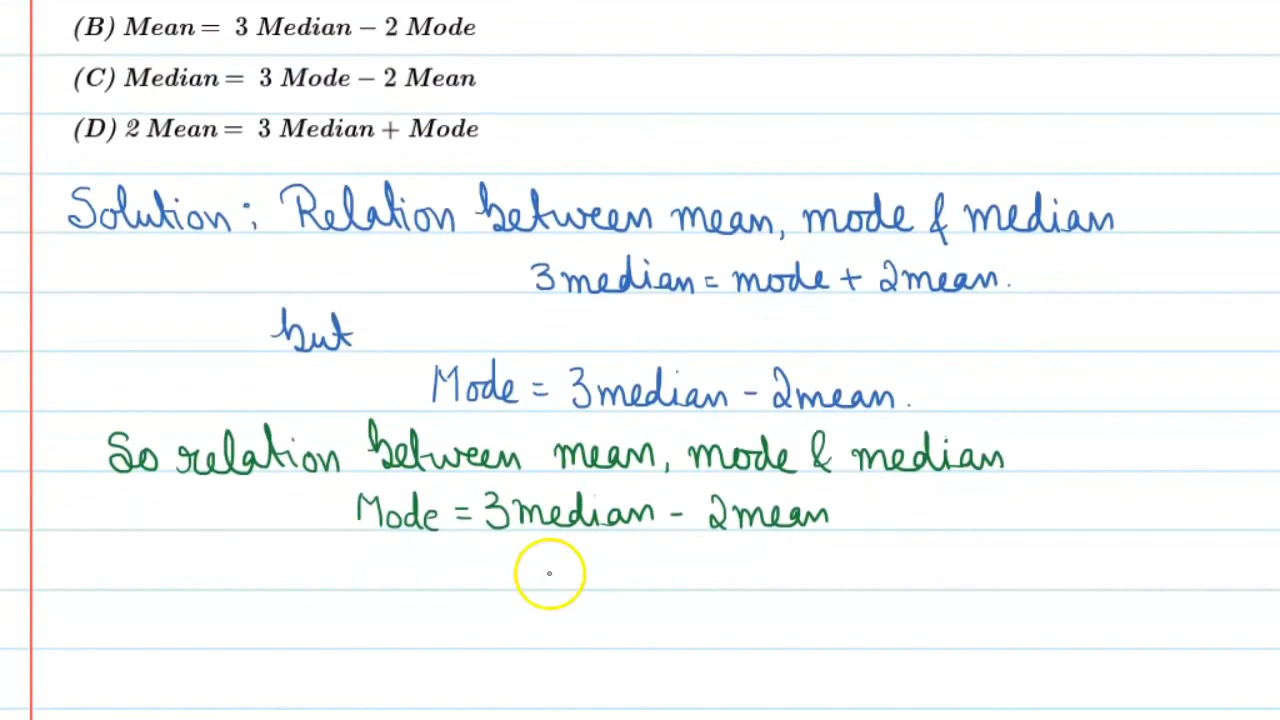 (B) Mean = 3 Median − 2 Mode
(C) Median = 3 Mode − 2 Mean
(D) 2 Mean = 3 Median + Mode
Solution: Relation between mean, mode & median
3median = mode + 2mean.
but
Mode = 3median - 2mean.
So relation between mean, mode & median
Mode = 3median - 2mean